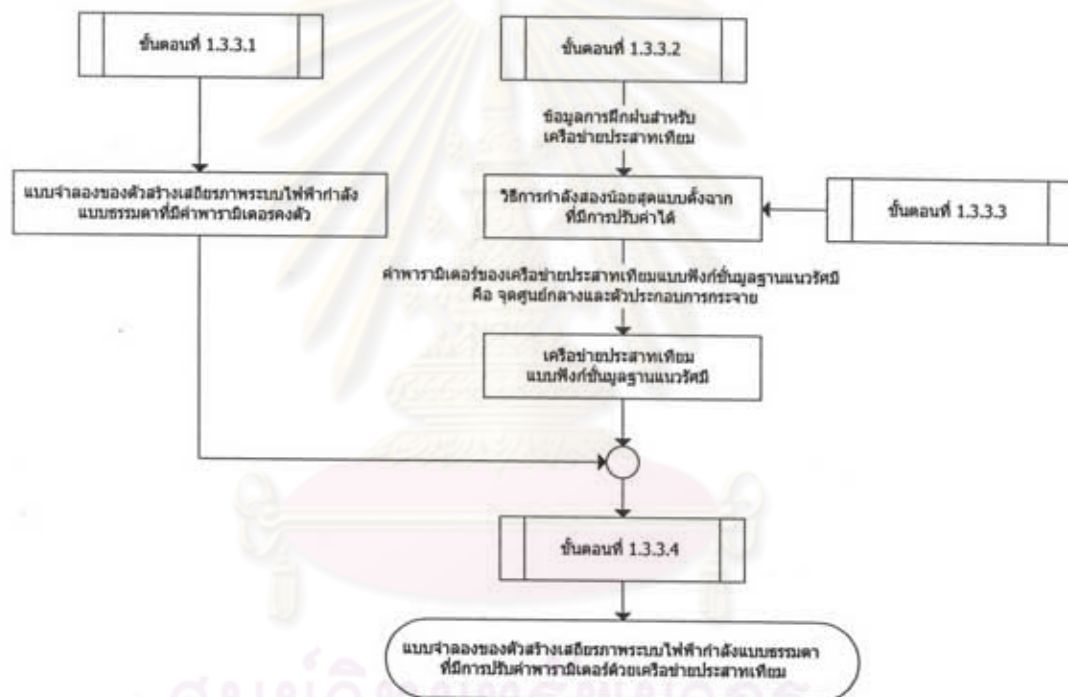 ขั้นตอนที่ 1.3.3.1
ขั้นตอนที่ 1.3.3.2
ข้อมูลการฝึกฝนสำหรับ
เครือข่ายประสาทเทียม
แบบจำลองของตัวสร้างเสถียรภาพระบบไฟฟ้ากำลัง
แบบธรรมดาที่มีค่าพารามิเตอร์คงตัว
วิธีการกำลังสองน้อยสุดแบบตั้งฉาก
ที่มีการปรับค่าได้
ขั้นตอนที่ 1.3.3.3
ค่าพารามิเตอร์ของเครือข่ายประสาทเทียมแบบฟังก์ชั่นมูลฐานแนวรัศมี
คือ จุดศูนย์กลางและตัวประกอบการกระจาย
เครือข่ายประสาทเทียม
แบบฟังก์ชั่นมูลฐานแนวรัศมี
ขั้นตอนที่ 1.3.3.4
แบบจำลองของตัวสร้างเสถียรภาพระบบไฟฟ้ากำลังแบบธรรมดา
ที่มีการปรับค่าพารามิเตอร์ด้วยเครือข่ายประสาทเทียม